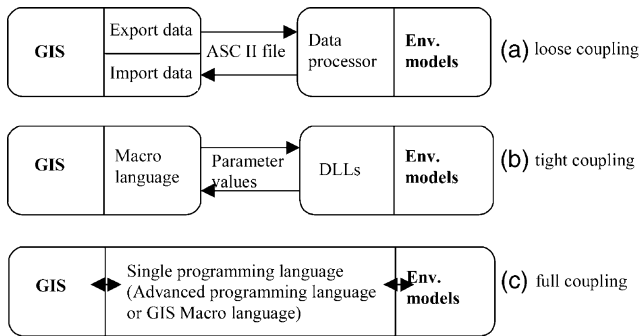 GIS
Export data
Import data
ASC II file
Data
processor
Env.
models
(a) loose coupling
GIS
Macro
language
Parameter
values
DLLs
Env.
models
(b) tight coupling
GIS
Single programming language
(Advanced programming language
or GIS Macro language)
Env.
models
(c) full coupling